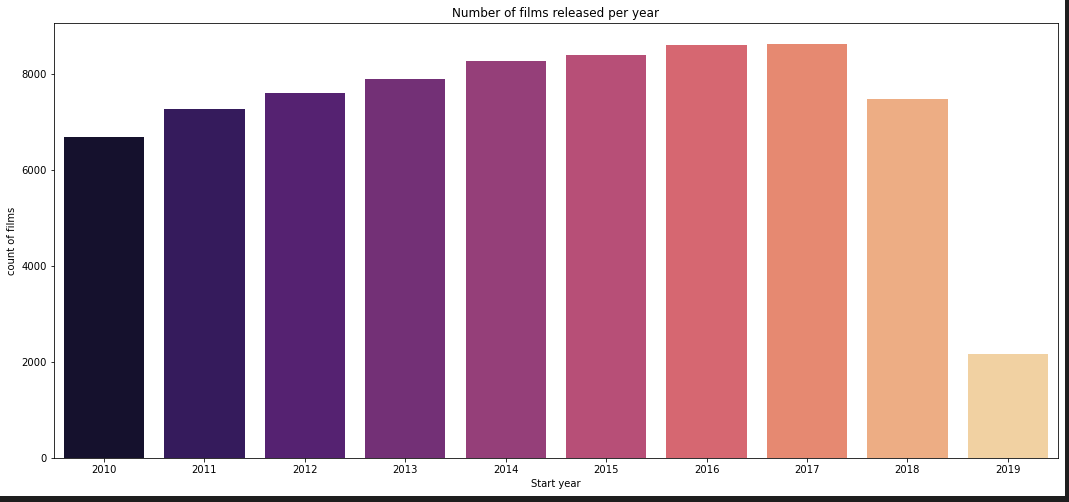 Number of films released per year
count of films
8000
6000
4000
2000
0
2010 2011 2012 2013 2014 2015 2016 2017 2018 2019
Start year